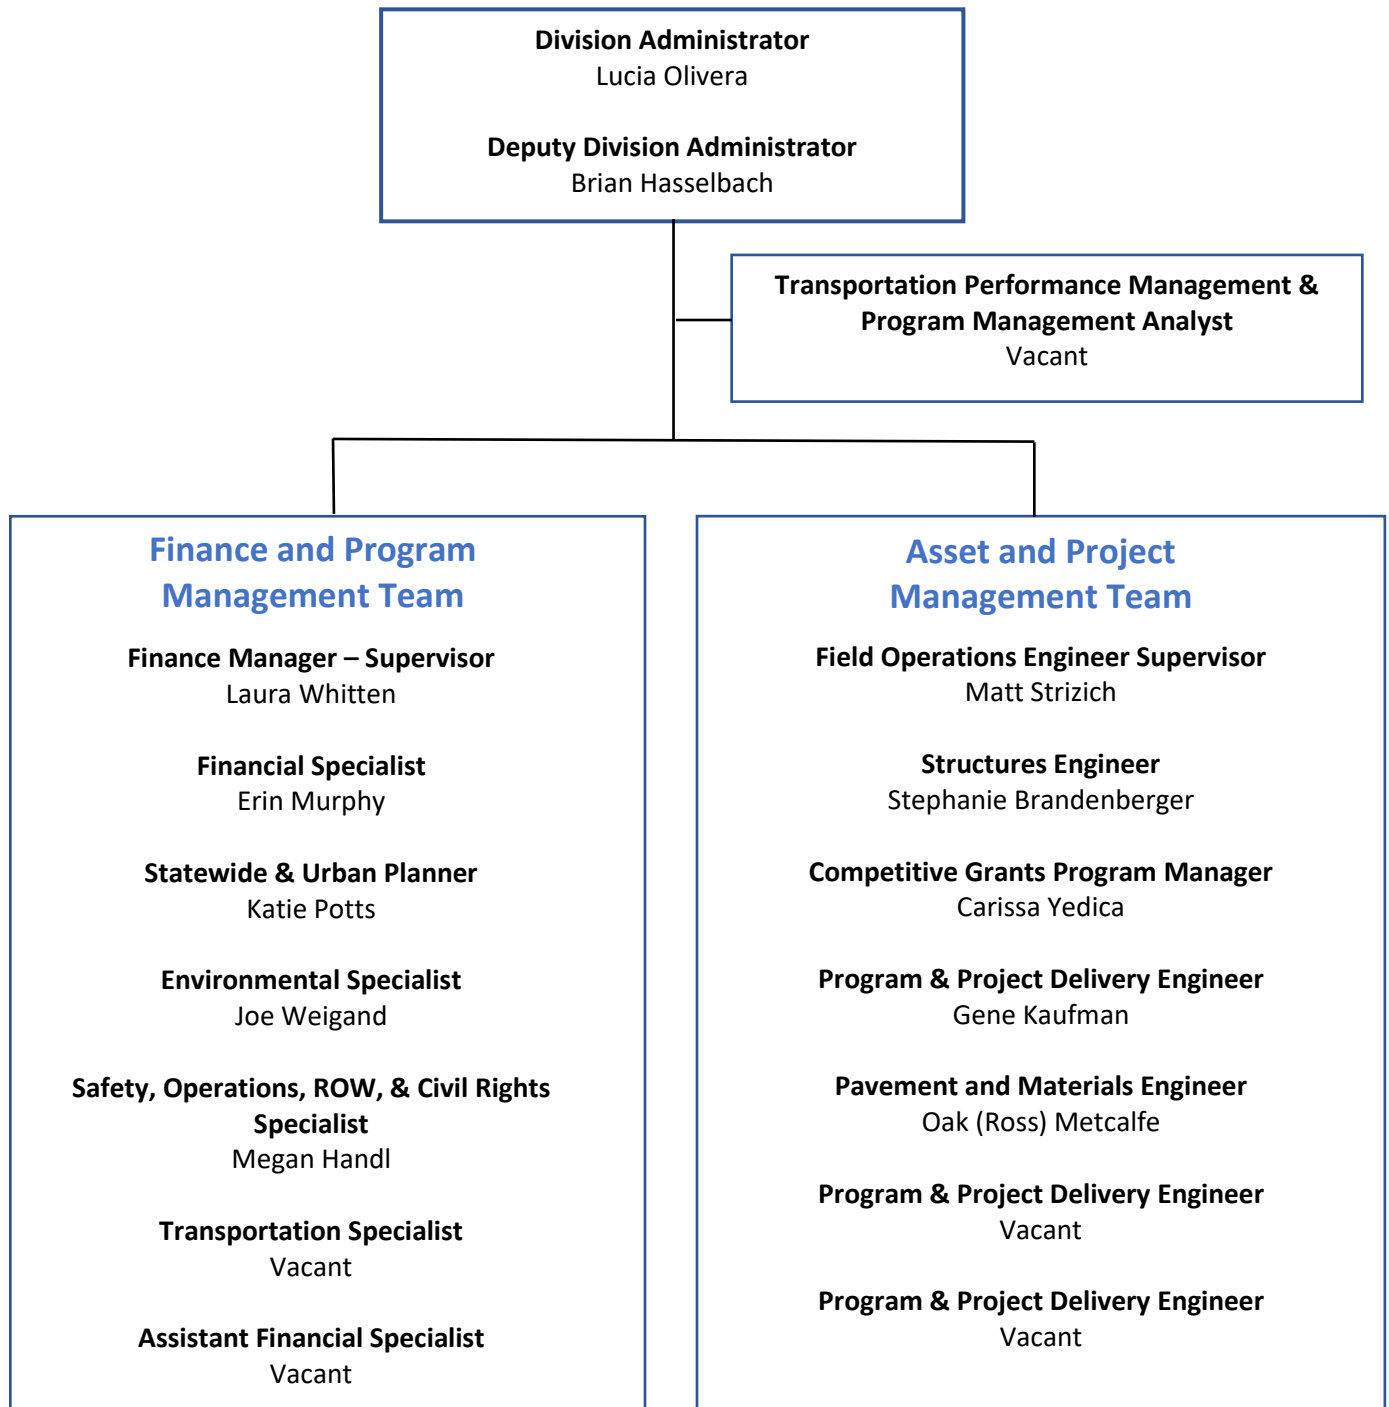 Division Administrator
Lucia Olivera
Deputy Division Administrator
Brian Hasselbach
Transportation Performance Management &
Program Management Analyst
Vacant
Finance and Program
Management Team
Finance Manager – Supervisor
Laura Whitten
Financial Specialist
Erin Murphy
Statewide & Urban Planner
Katie Potts
Environmental Specialist
Joe Weigand
Safety, Operations, ROW, & Civil Rights
Specialist
Megan Handl
Transportation Specialist
Vacant
Assistant Financial Specialist
Vacant
Asset and Project
Management Team
Field Operations Engineer Supervisor
Matt Strizich
Structures Engineer
Stephanie Brandenberger
Competitive Grants Program Manager
Carissa Yedica
Program & Project Delivery Engineer
Gene Kaufman
Pavement and Materials Engineer
Oak (Ross) Metcalfe
Program & Project Delivery Engineer
Vacant
Program & Project Delivery Engineer
Vacant